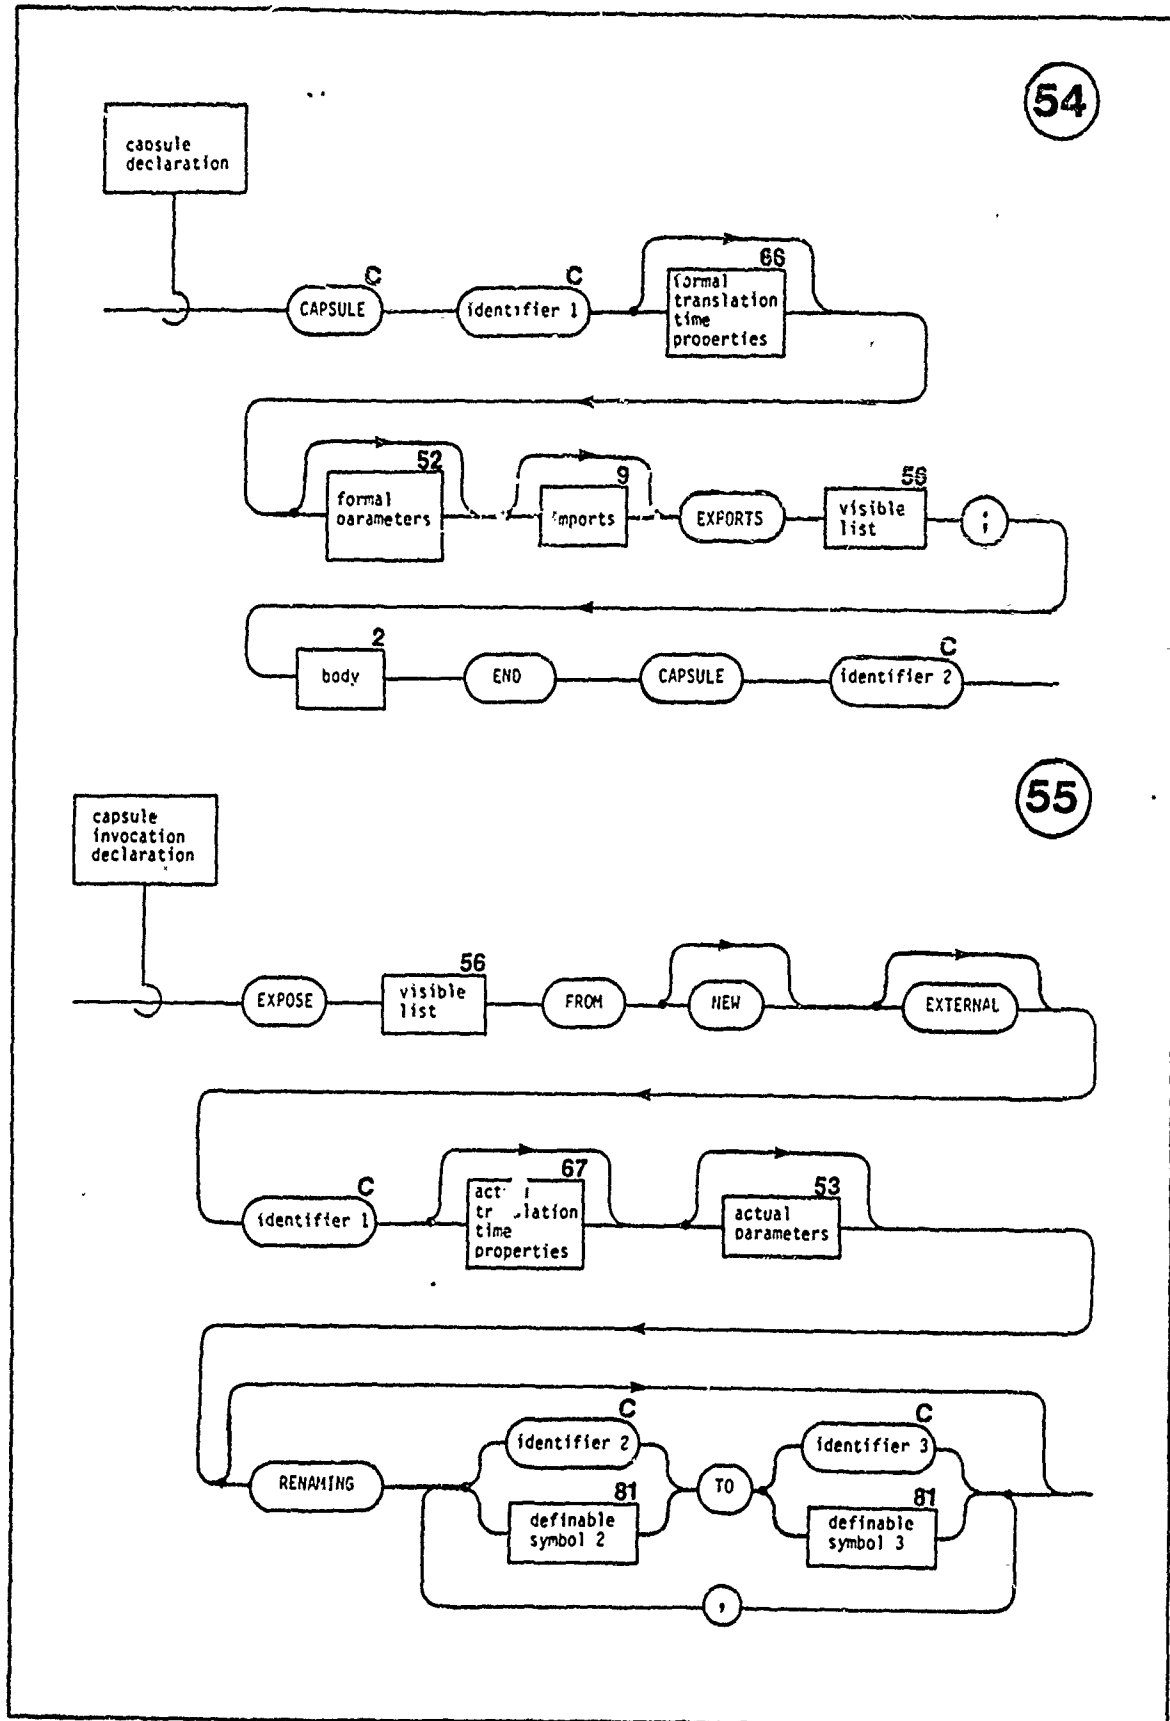 54
capsule
declaration
C
CAPSULE
C
identifier 1
66
formal
translation
time
properties
52
formal
parameters
9
imports
EXPORTS
56
visible
list
;
2
body
END
CAPSULE
C
identifier 2
55
capsule
invocation
declaration
EXPOSE
56
visible
list
FROM
NEW
EXTERNAL
C
identifier 1
67
time
properties
53
actual
parameters
RENAMING
C
identifier 2
81
definable
symbol 2
TO
C
identifier 3
81
definable
symbol 3
,